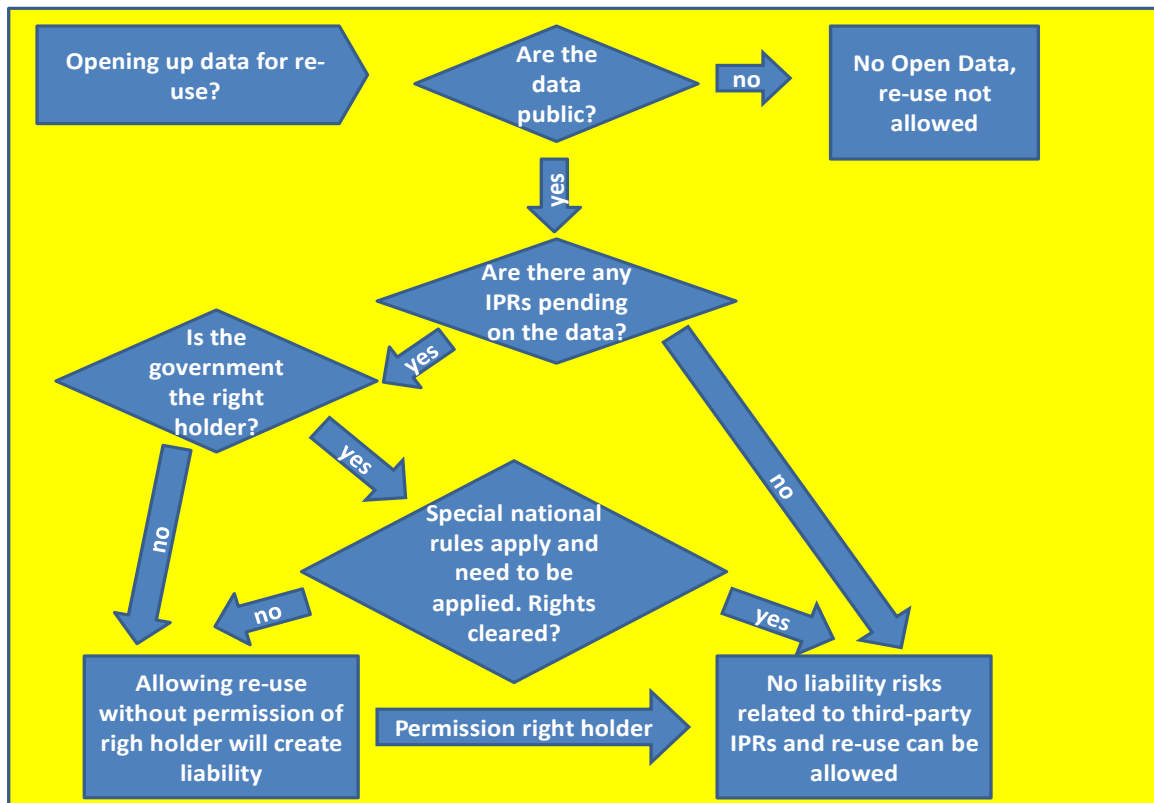 Opening up data for re-
use?
Are the
data
public?
no
No Open Data,
re-use not
allowed
yes
Are there any
IPRs pending
on the data?
yes
no
Is the
government
the right
holder?
yes
no
Special national
rules apply and
need to be
applied. Rights
cleared?
no
yes
Allowing re-use
without permission of
righ holder will create
liability
Permission right holder
No liability risks
related to third-party
IPRs and re-use can be
allowed